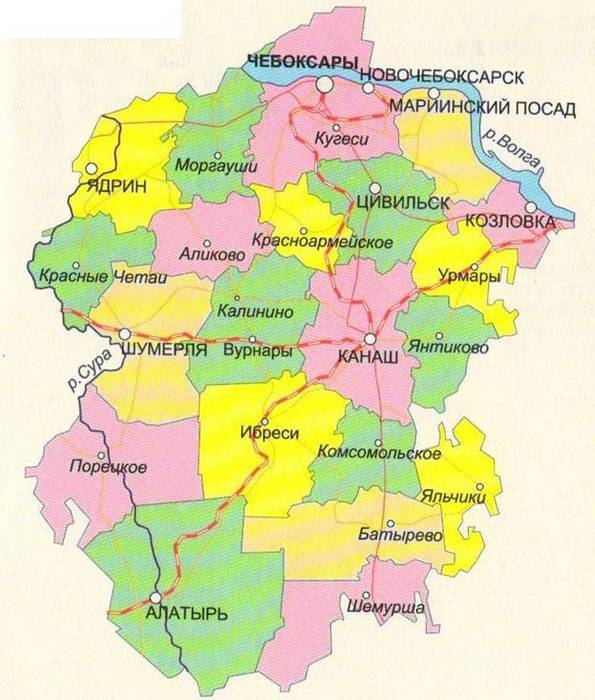 ЧЕБОКСАРЫ
НОВОЧЕБОКСАРСК
МАРИИНСКИЙ ПОСАД
Кугеси
р.Волга
Моргауши
ЯДРИН
ЦИВИЛЬСК
КОЗЛОВКА
Красноармейское
Аликово
Красные Четаи
Урмары
Калинино
ШУМЕРЛЯ
Вурнары
КАНАШ
Янтиково
р.Сура
Ибреси
Комсомольское
Порецкое
Яльчики
Батырево
АЛАТЫРЬ
Шемурша